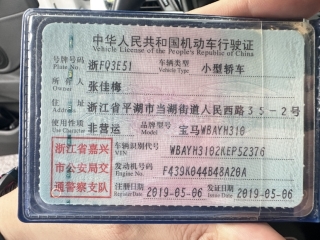 中华人民共和国机动车行驶证
Vehicle License of the People's Republic of China
号牌号码 Plate No. 浙FQ3E51 车辆类型 Vehicle Type 小型轿车
所有人 Owner 张佳梅
住址 Address 浙江省平湖市当湖街道人民西路35-2号
使用性质 Use Character 非营运 品牌型号 Model 宝马WBAYH310
浙江省嘉兴市公安局交通警察支队
车辆识别代号 VIN WBAYH3102KEP52376
发动机号码 Engine No. F439K044B48A20A
注册日期 Register Date 2019-05-06 发证日期 Issue Date 2019-05-06